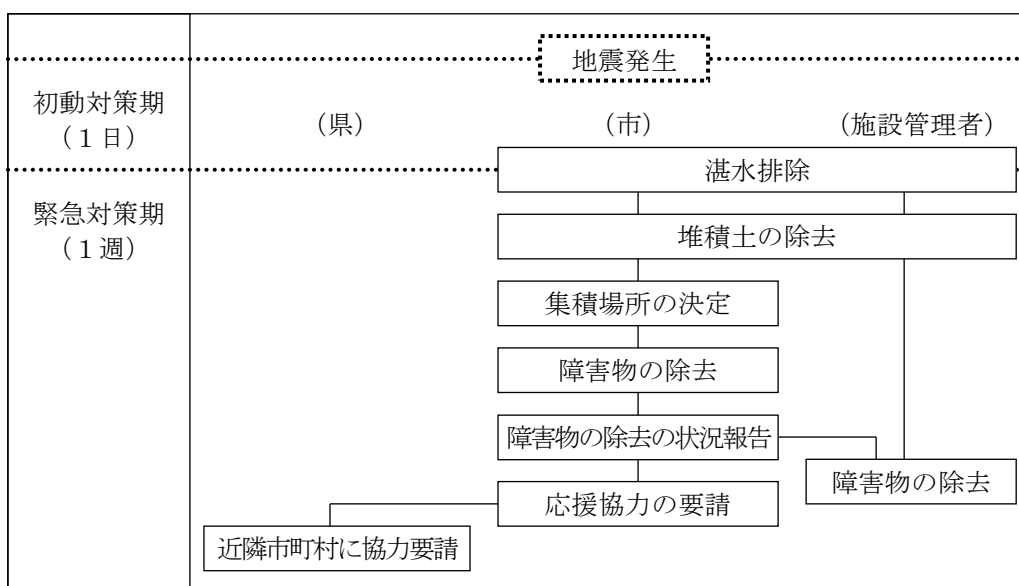 地震発生
初動対策期
（１日）
（県）
（市）
（施設管理者）
湛水排除
緊急対策期
（１週）
堆積土の除去
集積場所の決定
障害物の除去
障害物の除去の状況報告
障害物の除去
応援協力の要請
近隣市町村に協力要請